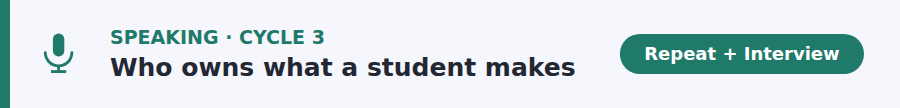 SPEAKING · CYCLE 3
Who owns what a student makes
Repeat + Interview